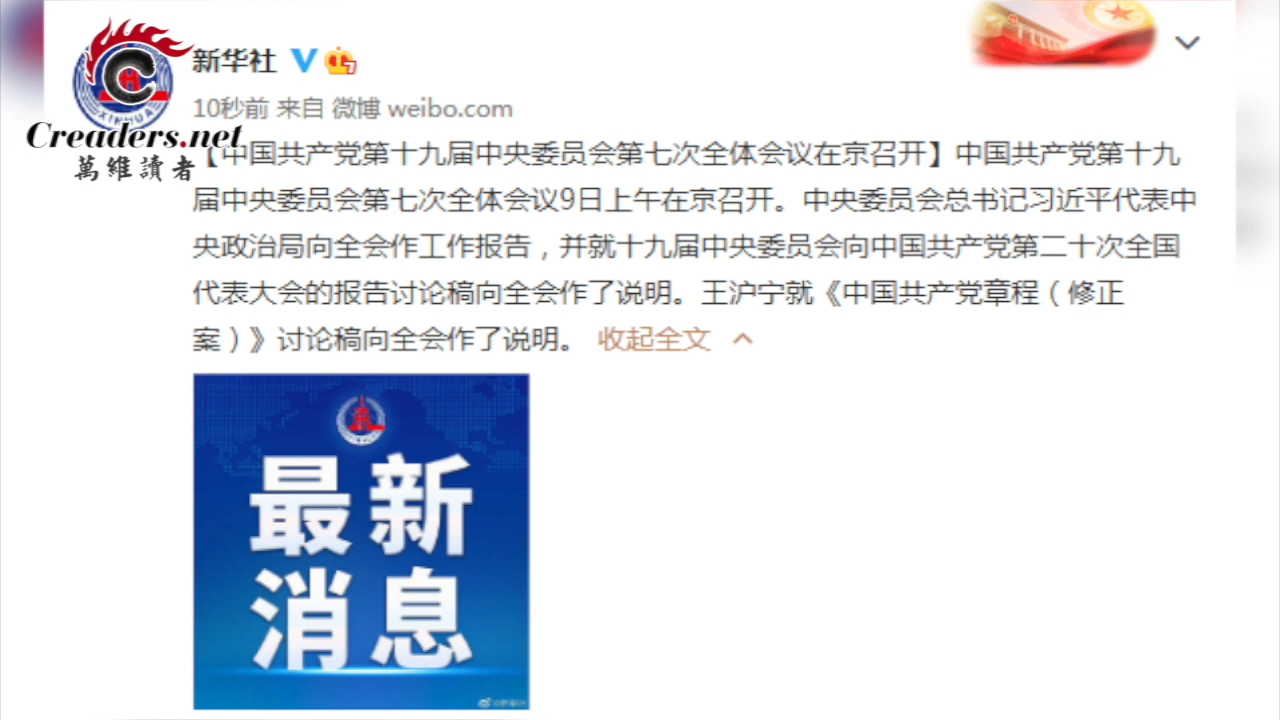 新华社
10秒前 来自 微博 weibo.com
Creaders.net
萬維讀者
XINHUA
【中国共产党第十九届中央委员会第七次全体会议在京召开】中国共产党第十九
届中央委员会第七次全体会议9日上午在京召开。中央委员会总书记习近平代表中
央政治局向全会作工作报告，并就十九届中央委员会向中国共产党第二十次全国
代表大会的报告讨论稿向全会作了说明。王沪宁就《中国共产党章程（修正
案）》讨论稿向全会作了说明。 收起全文
最新
消息